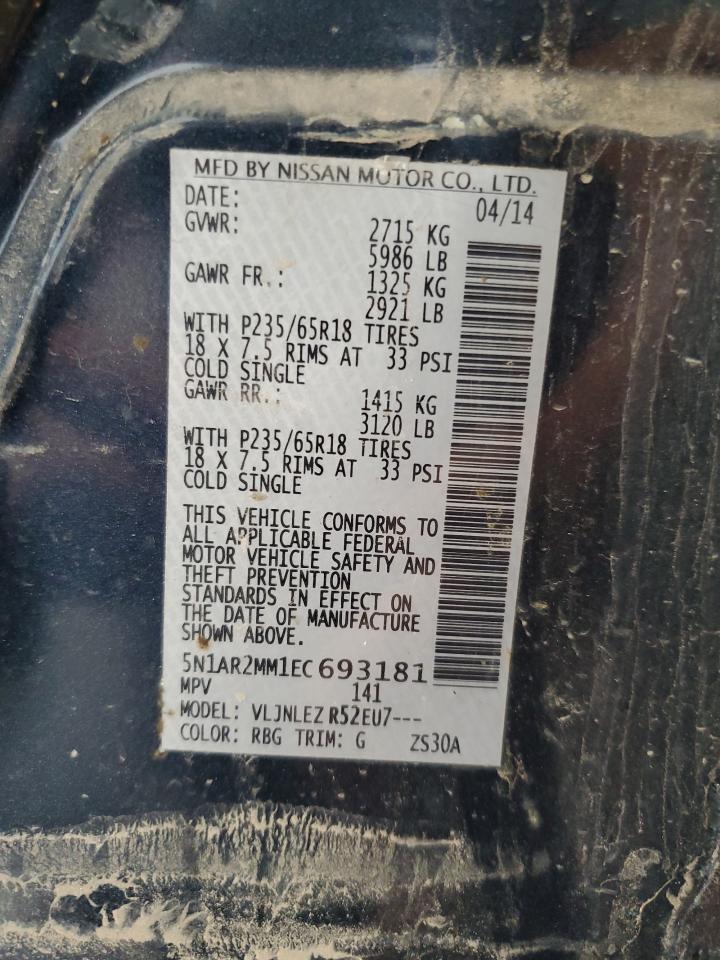 MFD BY NISSAN MOTOR CO., LTD.
DATE: 04/14
GVWR: 2715 KG
5986 LB
GAWR FR.: 1325 KG
2921 LB
WITH P235/65R18 TIRES
18 X 7.5 RIMS AT 33 PSI
COLD SINGLE
GAWR RR.: 1415 KG
3120 LB
WITH P235/65R18 TIRES
18 X 7.5 RIMS AT 33 PSI
COLD SINGLE
THIS VEHICLE CONFORMS TO
ALL APPLICABLE FEDERAL
MOTOR VEHICLE SAFETY AND
THEFT PREVENTION
STANDARDS IN EFFECT ON
THE DATE OF MANUFACTURE
SHOWN ABOVE.
5N1AR2MM1EC693181
MPV 141
MODEL: VLJNLEZ R52EU7---
COLOR: RBG TRIM: G ZS30A